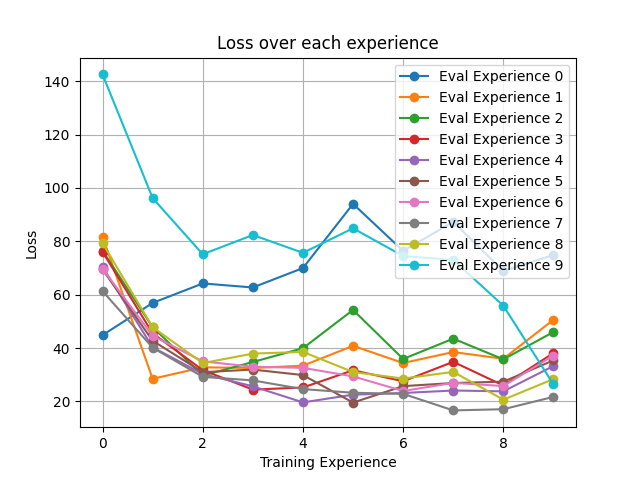 Loss over each experience
Loss
140
120
100
80
60
40
20
0
2
4
6
8
Training Experience
Eval Experience 0
Eval Experience 1
Eval Experience 2
Eval Experience 3
Eval Experience 4
Eval Experience 5
Eval Experience 6
Eval Experience 7
Eval Experience 8
Eval Experience 9